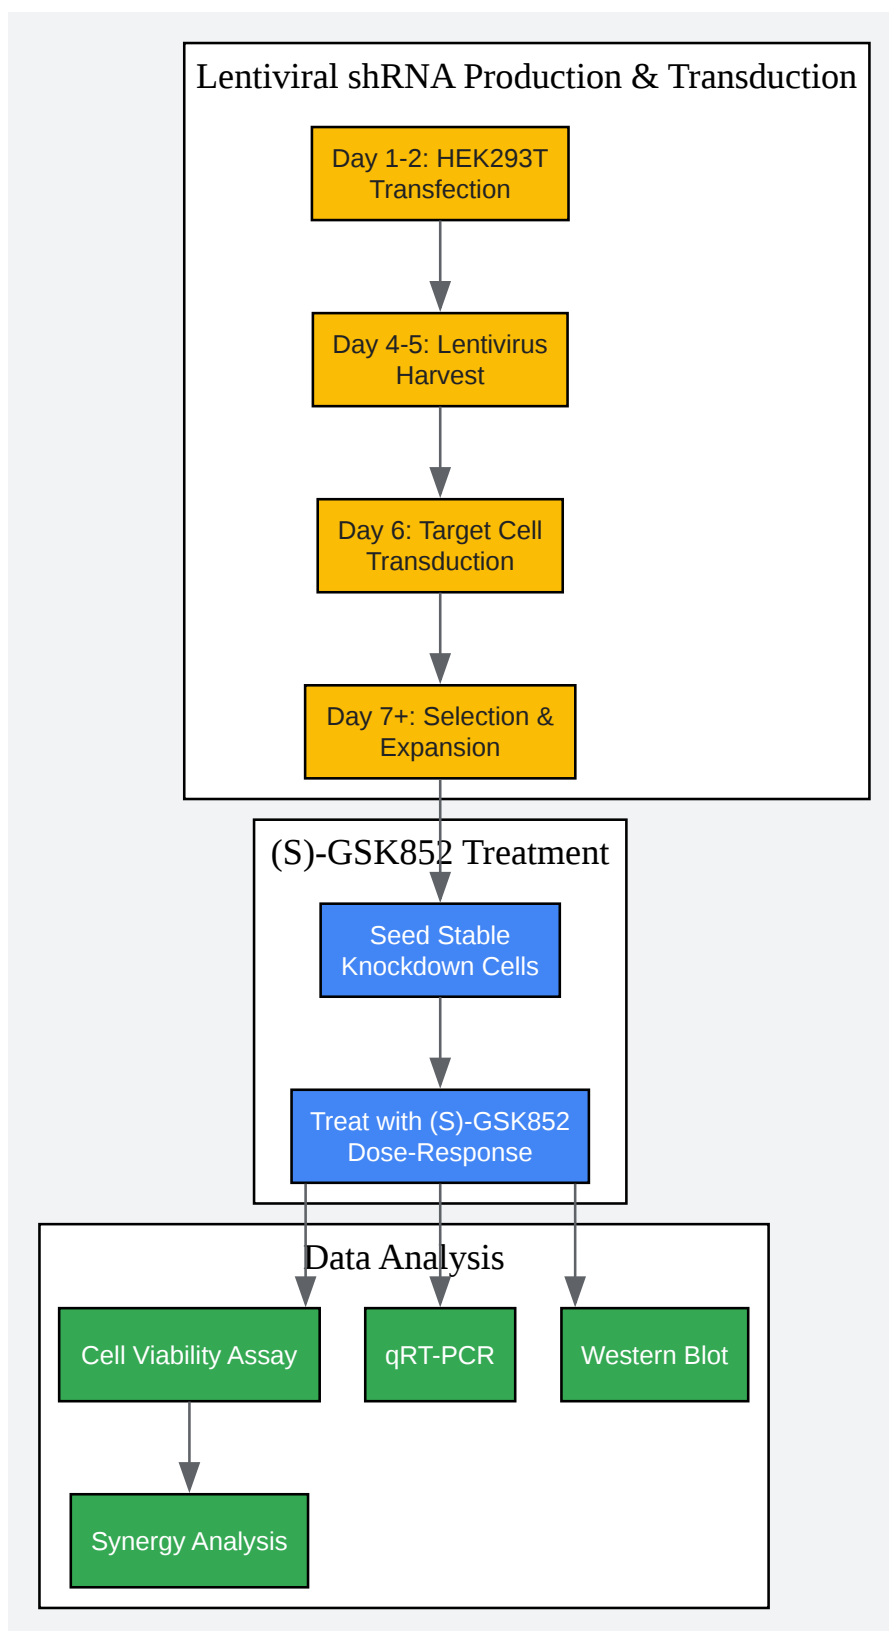 Lentiviral shRNA Production & Transduction
Day 1-2: HEK293T
Transfection
Day 4-5: Lentivirus
Harvest
Day 6: Target Cell
Transduction
Day 7+: Selection &
Expansion
(S)-GSK852 Treatment
Seed Stable
Knockdown Cells
Treat with (S)-GSK852
Dose-Response
Data Analysis
Cell Viability Assay
qRT-PCR
Western Blot
Synergy Analysis